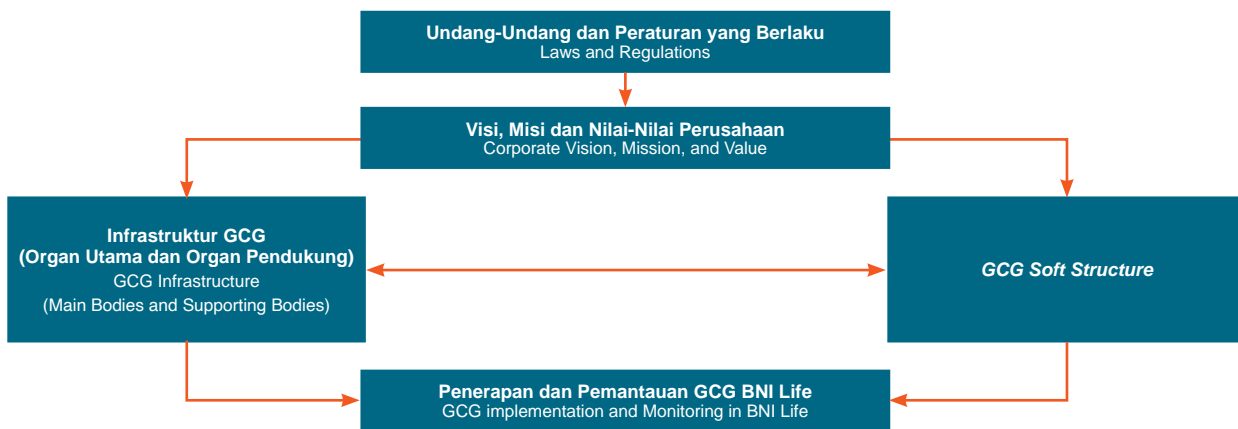 Undang-Undang dan Peraturan yang Berlaku
Laws and Regulations
Visi, Misi dan Nilai-Nilai Perusahaan
Corporate Vision, Mission, and Value
Infrastruktur GCG
(Organ Utama dan Organ Pendukung)
GCG Infrastructure
(Main Bodies and Supporting Bodies)
GCG Soft Structure
Penerapan dan Pemantauan GCG BNI Life
GCG implementation and Monitoring in BNI Life